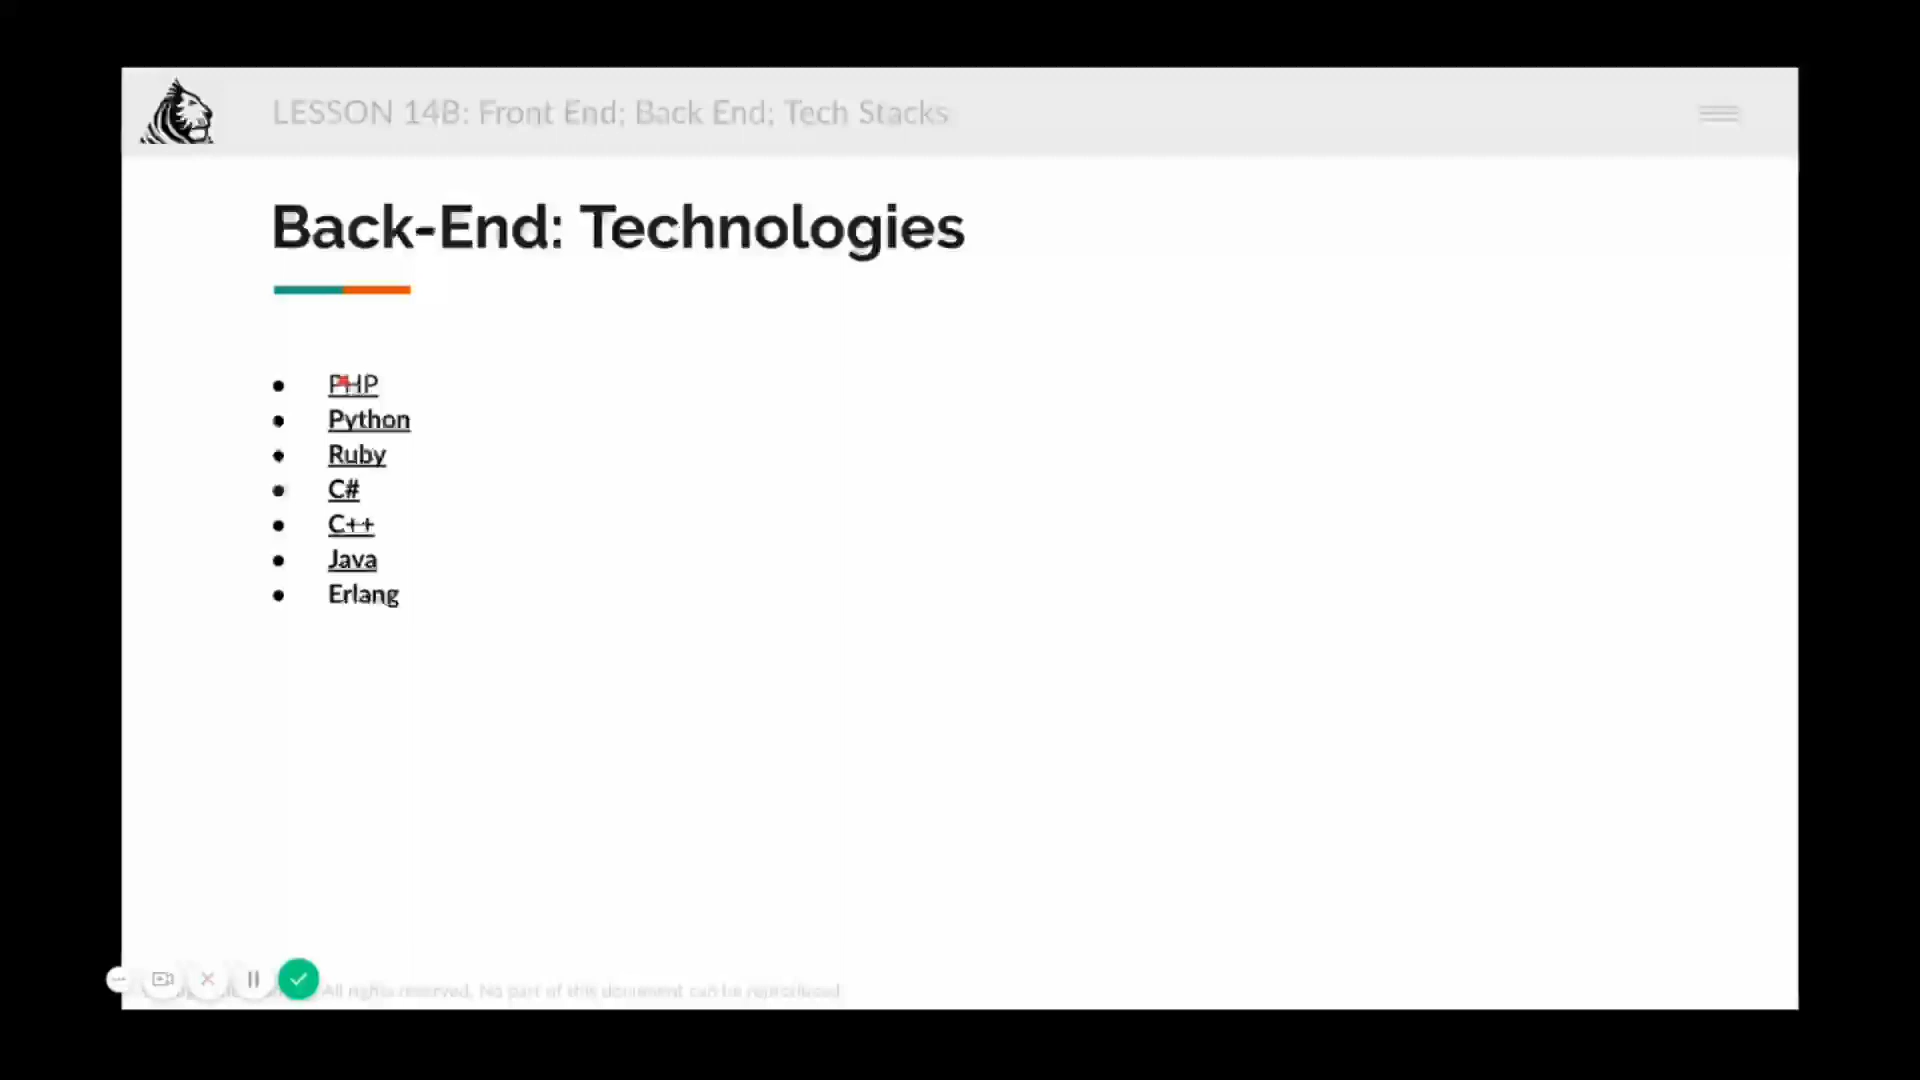 LESSON 14B: Front End; Back End; Tech Stacks
Back-End: Technologies
PHP
Python
Ruby
C#
C++
Java
Erlang
All rights reserved. No part of this document can be reproduced